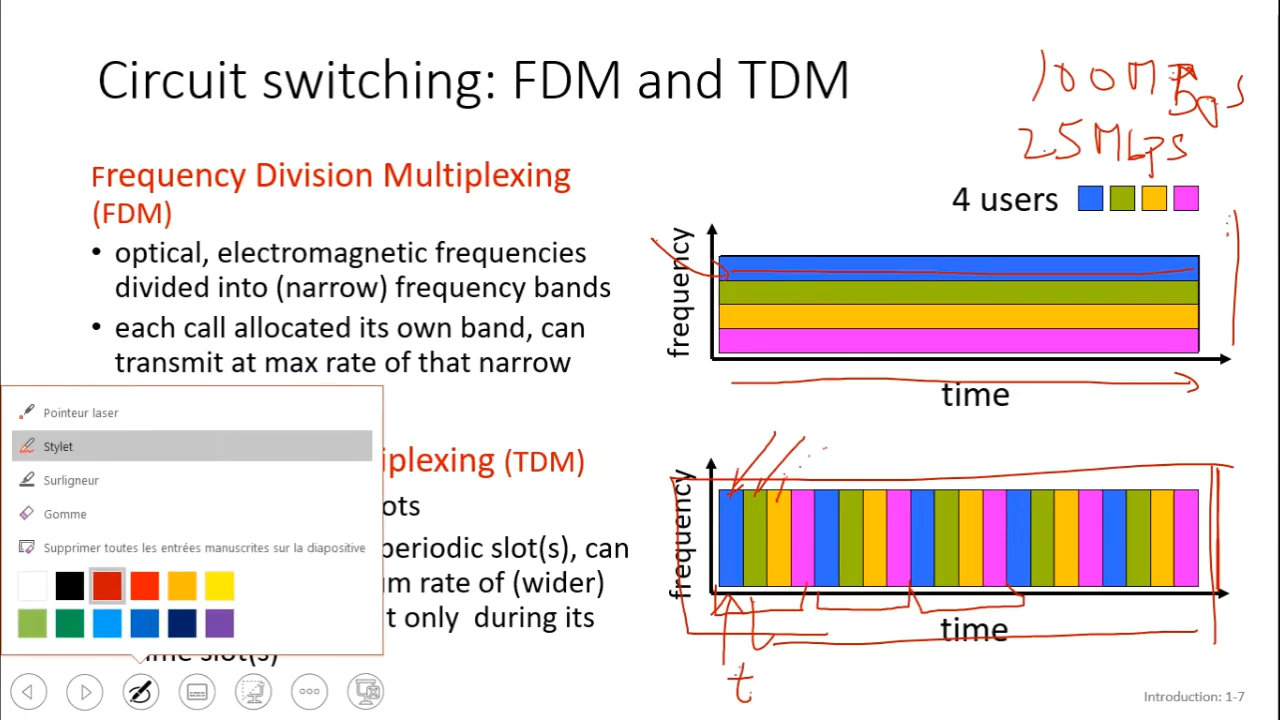 Circuit switching: FDM and TDM
100M
25Mbps
Frequency Division Multiplexing
(FDM)
• optical, electromagnetic frequencies
divided into (narrow) frequency bands
• each call allocated its own band, can
transmit at max rate of that narrow
4 users
frequency
time
Pointeur laser
Stylet
Surligneur
Gomme
Supprimer toutes les entrées manuscrites sur la diapositive
iplexing (TDM)
ots
periodic slot(s), can
um rate of (wider)
t only during its
time slot(s)
frequency
time
t
Introduction: 1-7